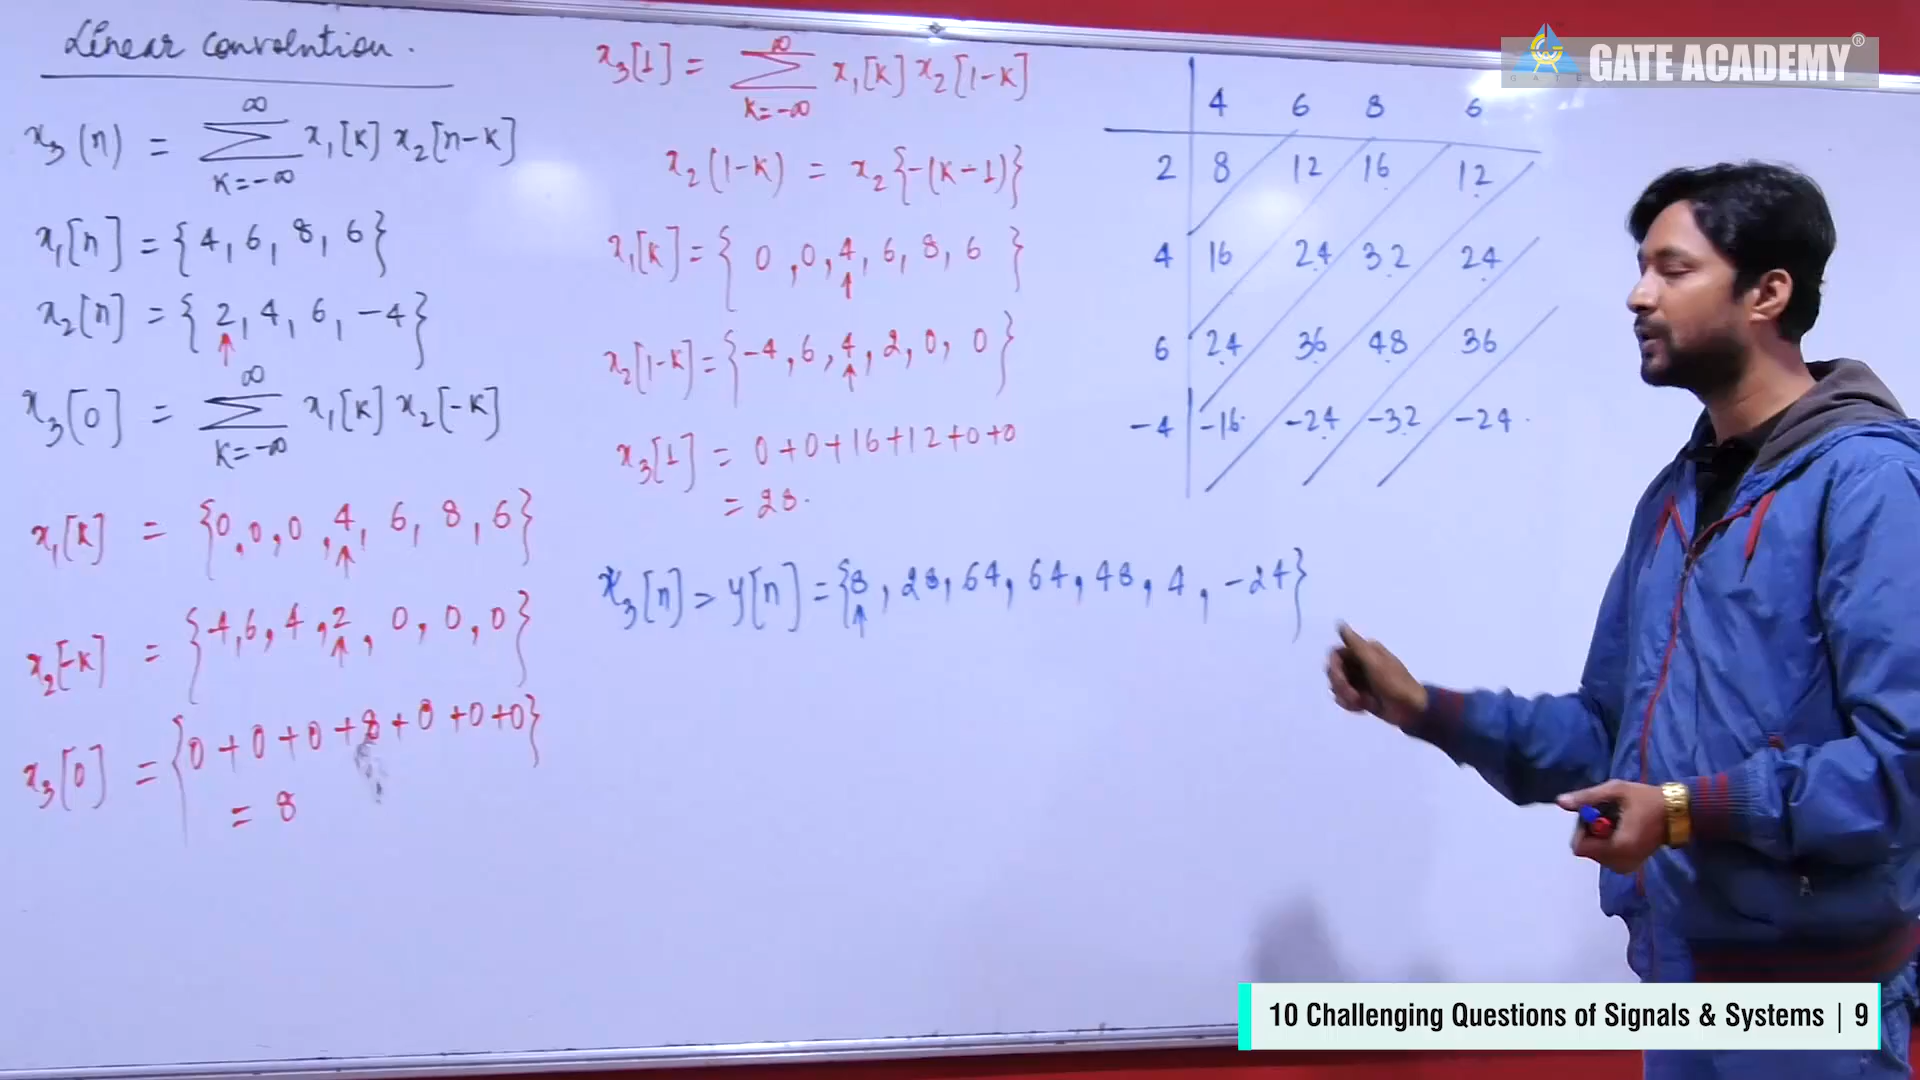 Linear convolution.
x₃(n) = ∞ Σ K=-∞ x₁[K] x₂[n-K]
x₁[n] = {4, 6, 8, 6}
x₂[n] = {2, 4, 6, -4}
↑
x₃[0] = ∞ Σ K=-∞ x₁[K] x₂[-K]
x₁[K] = {0, 0, 0, 4, 6, 8, 6}
↑
x₂[-K] = {-4, 6, 4, 2, 0, 0, 0}
↑
x₃[0] = {0+0+0+8+0+0+0}
= 8
x₃[1] = ∞ Σ K=-∞ x₁[K] x₂[1-K]
x₂(1-K) = x₂{-(K-1)}
x₁[K] = { 0, 0, 4, 6, 8, 6 }
↑
x₂[1-K] = {-4, 6, 4, 2, 0, 0}
↑
x₃[1] = 0+0+16+12+0+0
= 28.
x₃[n] = y[n] = {8, 28, 64, 64, 48, 4, -24}
↑
4 6 8 6
2 8 12 16 12
4 16 24 32 24
6 24 36 48 36
-4 -16 -24 -32 -24
GATE ACADEMY®
GATE
10 Challenging Questions of Signals & Systems | 9